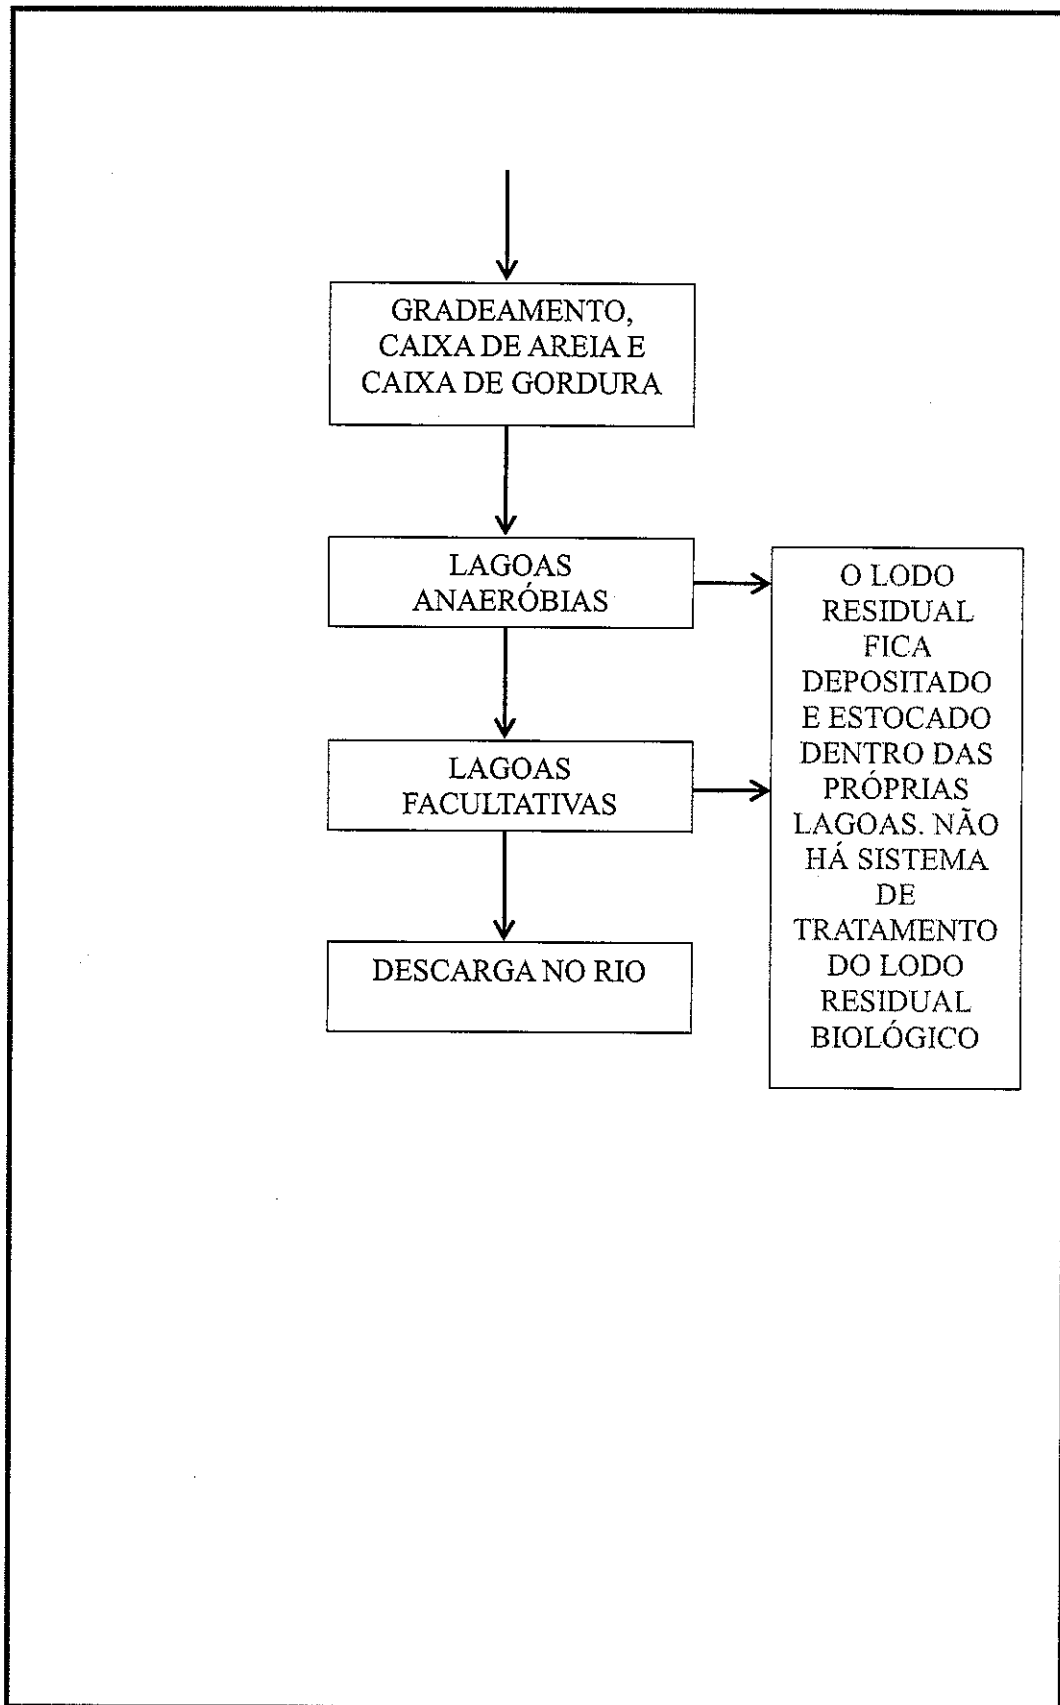 GRADEAMENTO,
CAIXA DE AREIA E
CAIXA DE GORDURA
LAGOAS
ANAERÓBIAS
LAGOAS
FACULTATIVAS
DESCARGA NO RIO
O LODO
RESIDUAL
FICA
DEPOSITADO
E ESTOCADO
DENTRO DAS
PRÓPRIAS
LAGOAS. NÃO
HÁ SISTEMA
DE
TRATAMENTO
DO LODO
RESIDUAL
BIOLÓGICO